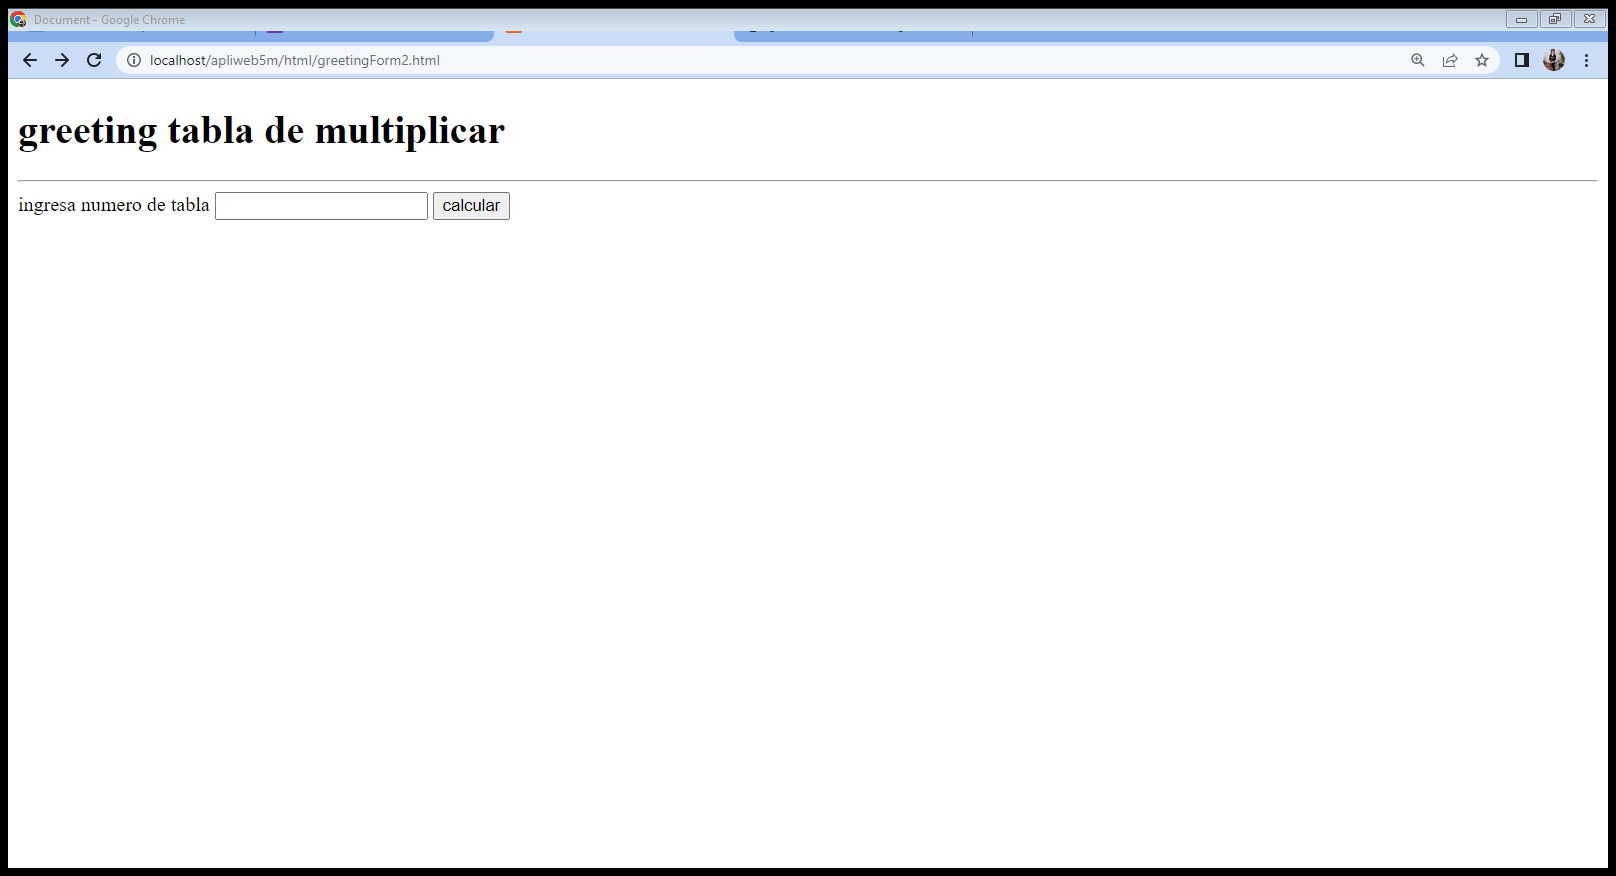 Document - Google Chrome
localhost/apliweb5m/html/greetingForm2.html
greeting tabla de multiplicar
ingresa numero de tabla calcular